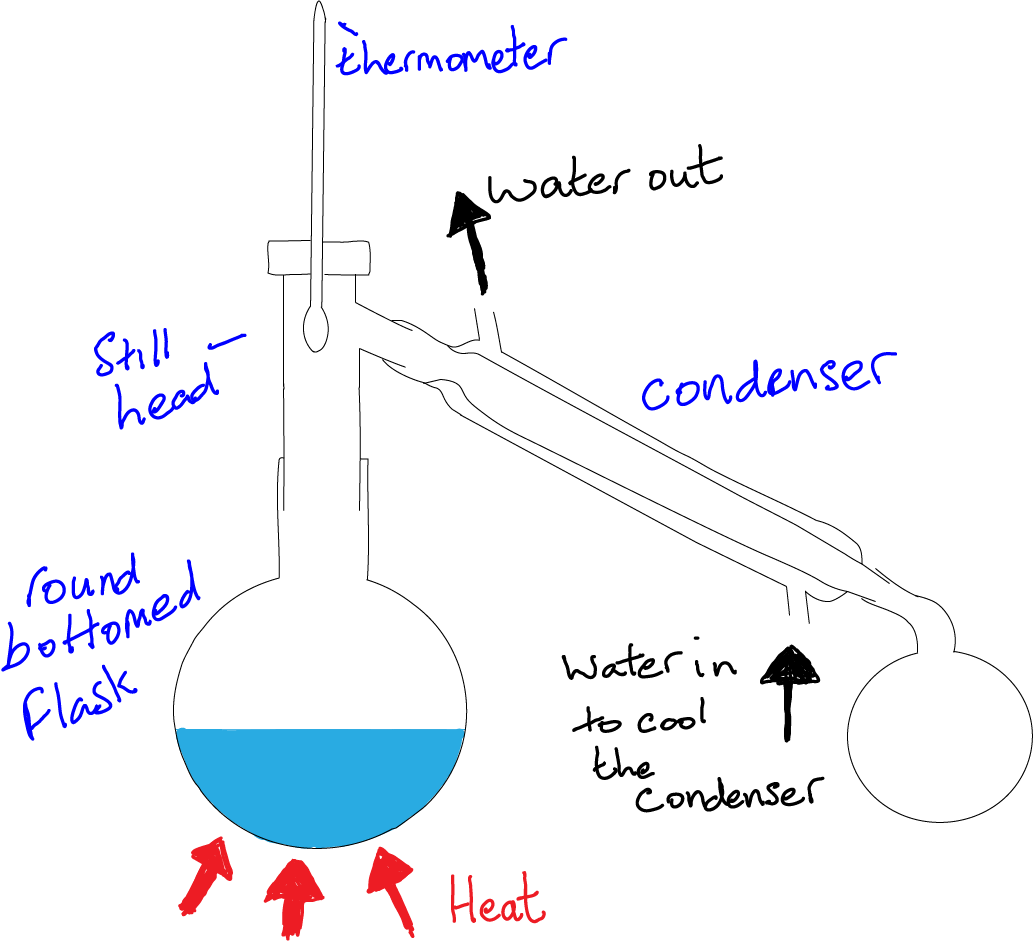 thermometer
Water out
Still
head
condenser
round
bottomed
flask
Water in
to cool
the
condenser
Heat